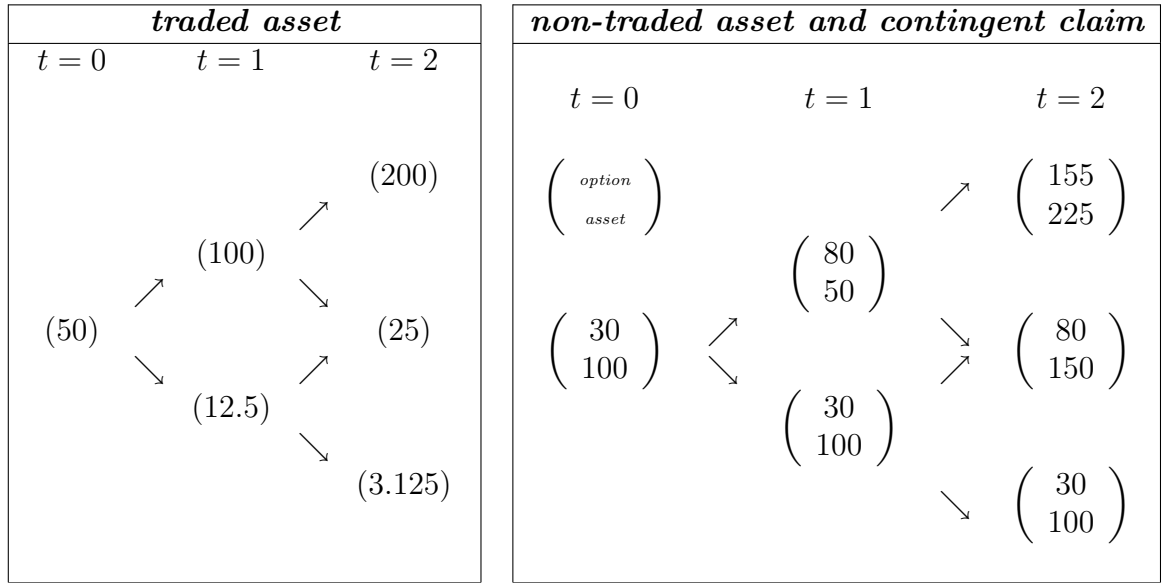 traded asset
t = 0 t = 1 t = 2
(200)
(100)
(50) (25)
(12.5)
(3.125)
non-traded asset and contingent claim
t = 0 t = 1 t = 2
option
asset
155
225
80
50
30
100
80
150
30
100
30
100